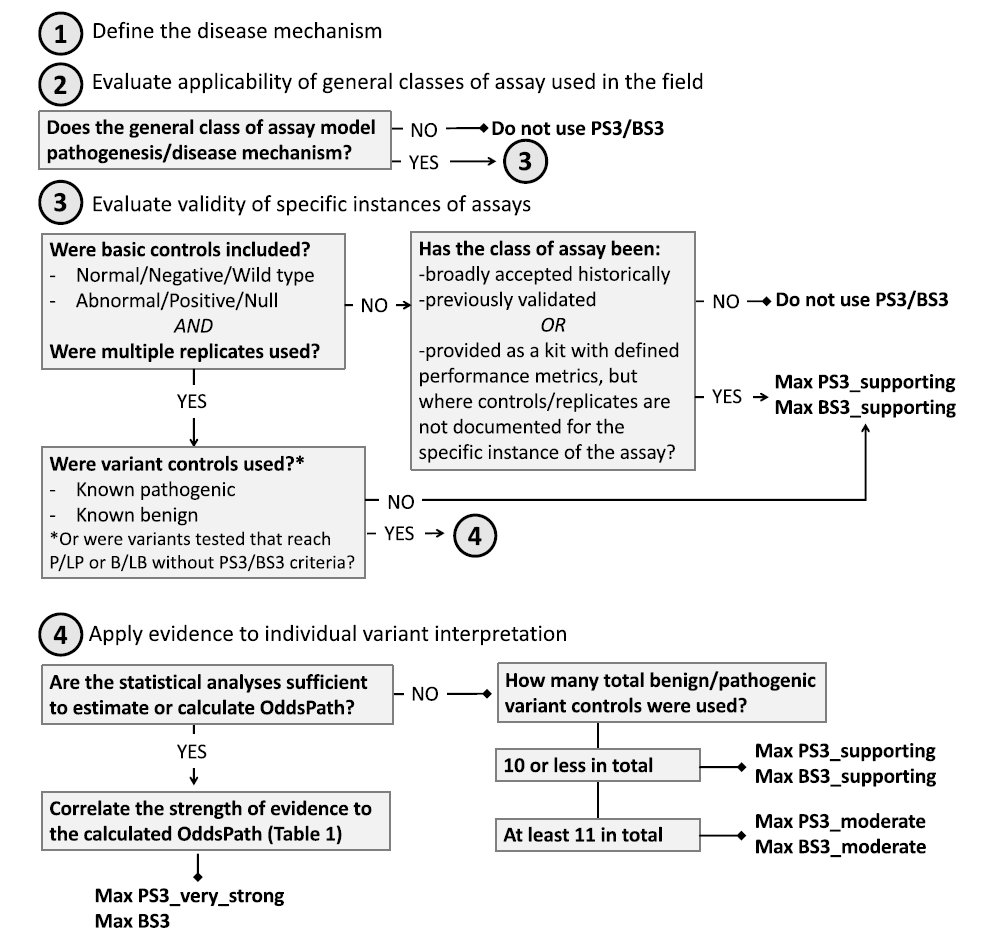 1 Define the disease mechanism
2 Evaluate applicability of general classes of assay used in the field
Does the general class of assay model
pathogenesis/disease mechanism?
NO
Do not use PS3/BS3
YES
3
3 Evaluate validity of specific instances of assays
Were basic controls included?
- Normal/Negative/Wild type
- Abnormal/Positive/Null
AND
Were multiple replicates used?
NO
Has the class of assay been:
-broadly accepted historically
-previously validated
OR
-provided as a kit with defined
performance metrics, but
where controls/replicates are
not documented for the
specific instance of the assay?
NO
Do not use PS3/BS3
YES
Max PS3_supporting
Max BS3_supporting
YES
Were variant controls used?*
- Known pathogenic
- Known benign
*Or were variants tested that reach
P/LP or B/LB without PS3/BS3 criteria?
NO
YES
4
4 Apply evidence to individual variant interpretation
Are the statistical analyses sufficient
to estimate or calculate OddsPath?
NO
How many total benign/pathogenic
variant controls were used?
10 or less in total
Max PS3_supporting
Max BS3_supporting
At least 11 in total
Max PS3_moderate
Max BS3_moderate
YES
Correlate the strength of evidence to
the calculated OddsPath (Table 1)
Max PS3_very_strong
Max BS3